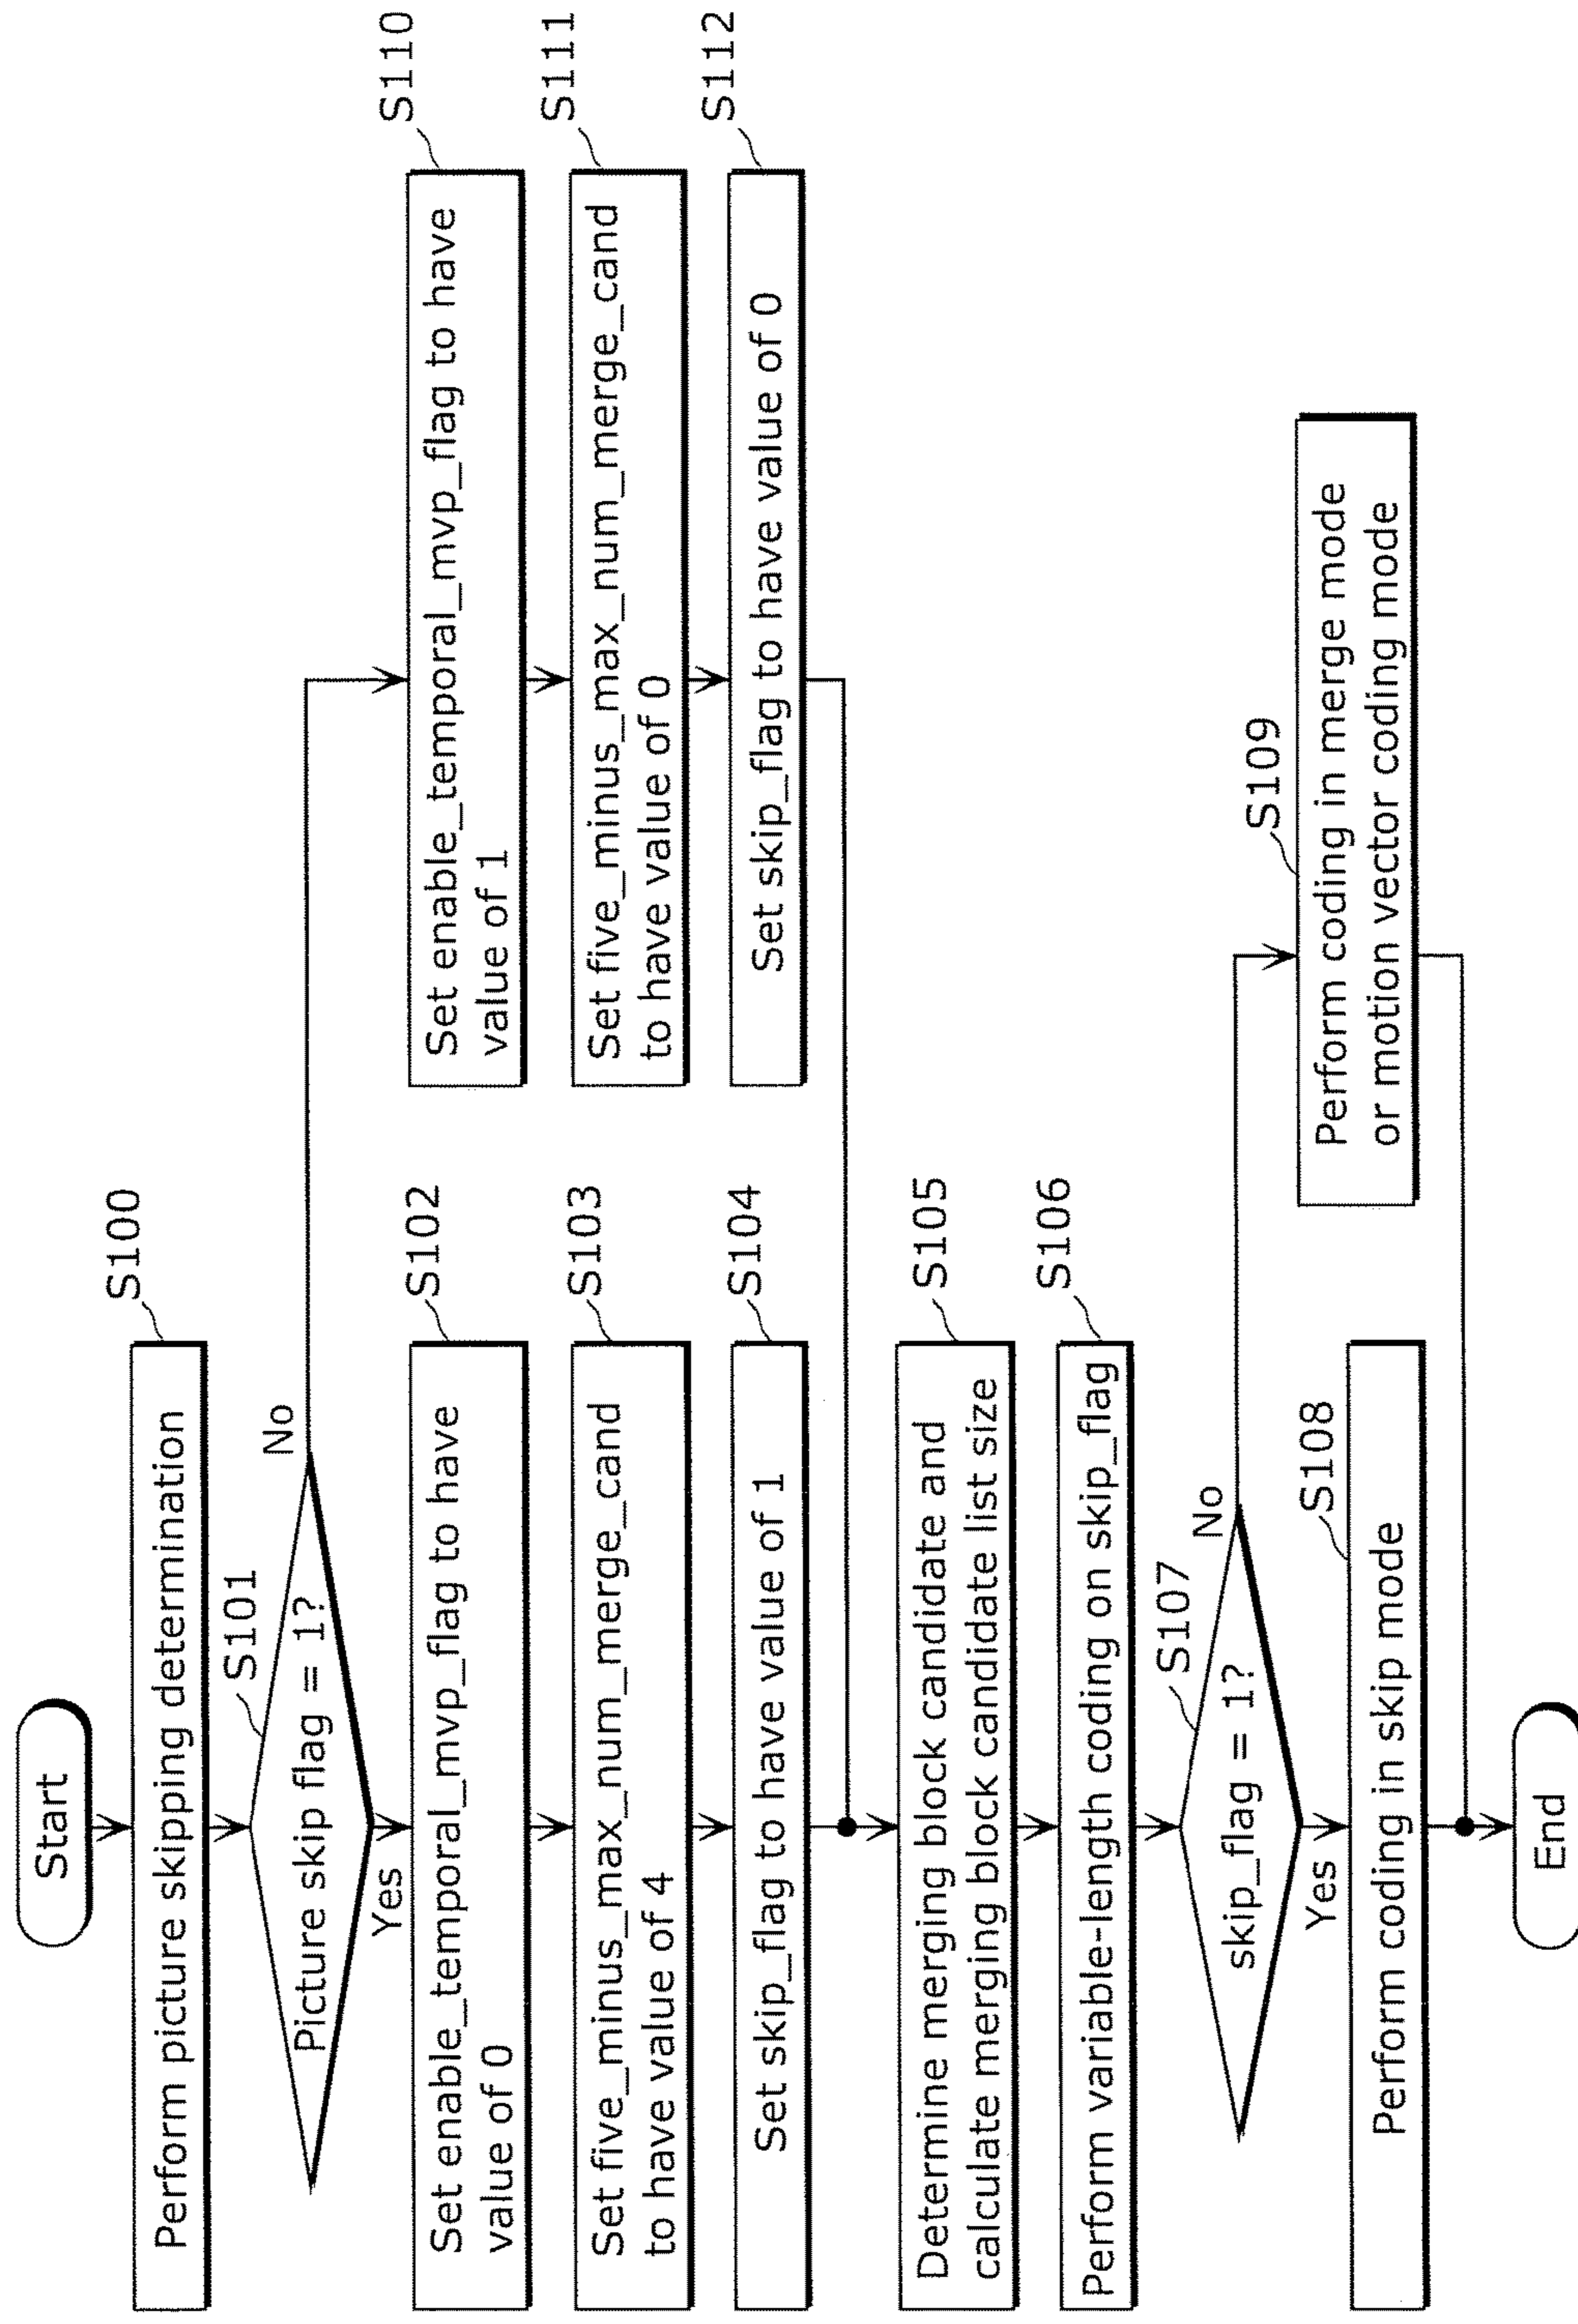 Start
S100
Perform picture skipping determination
S101
Picture skip flag = 1?
No
Yes
S102
Set enable_temporal_mvp_flag to have
value of 0
S103
Set five_minus_max_num_merge_cand
to have value of 4
S104
Set skip_flag to have value of 1
S110
Set enable_temporal_mvp_flag to have
value of 1
S111
Set five_minus_max_num_merge_cand
to have value of 0
S112
Set skip_flag to have value of 0
S105
Determine merging block candidate and
calculate merging block candidate list size
S106
Perform variable-length coding on skip_flag
S107
skip_flag = 1?
No
Yes
S108
Perform coding in skip mode
S109
Perform coding in merge mode
or motion vector coding mode
End